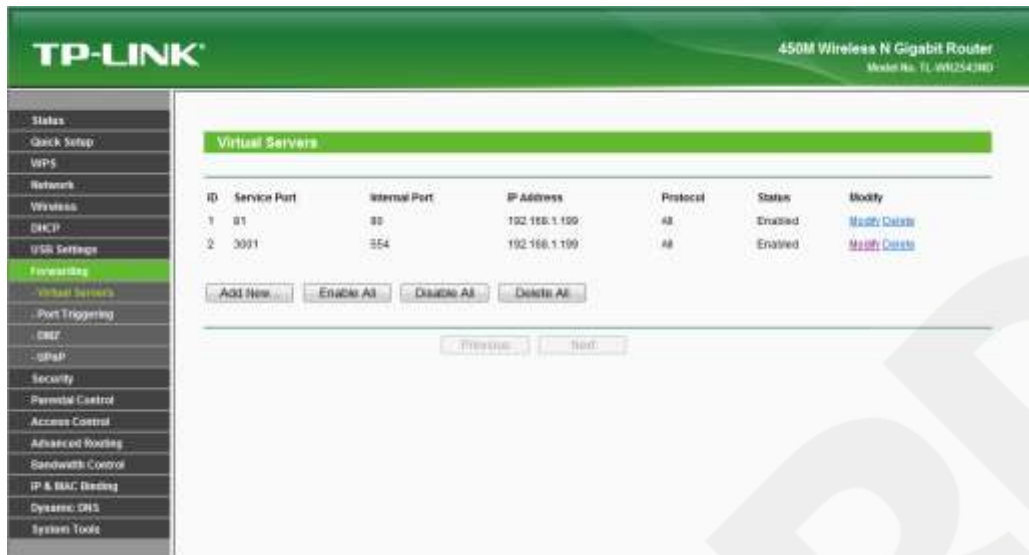 TP-LINK
450M Wireless N Gigabit Router
Model No. TL-WR2543ND
Status
Quick Setup
WPS
Network
Wireless
DHCP
USB Settings
Forwarding
- Virtual Servers
- Port Triggering
- DMZ
- UPnP
Security
Parental Control
Access Control
Advanced Routing
Bandwidth Control
IP & MAC Binding
Dynamic DNS
System Tools
Virtual Servers
ID Service Port Internal Port IP Address Protocol Status Modify
1 81 80 192.168.1.199 All Enabled Modify Delete
2 3001 554 192.168.1.199 All Enabled Modify Delete
Add New... Enable All Disable All Delete All
Previous Next